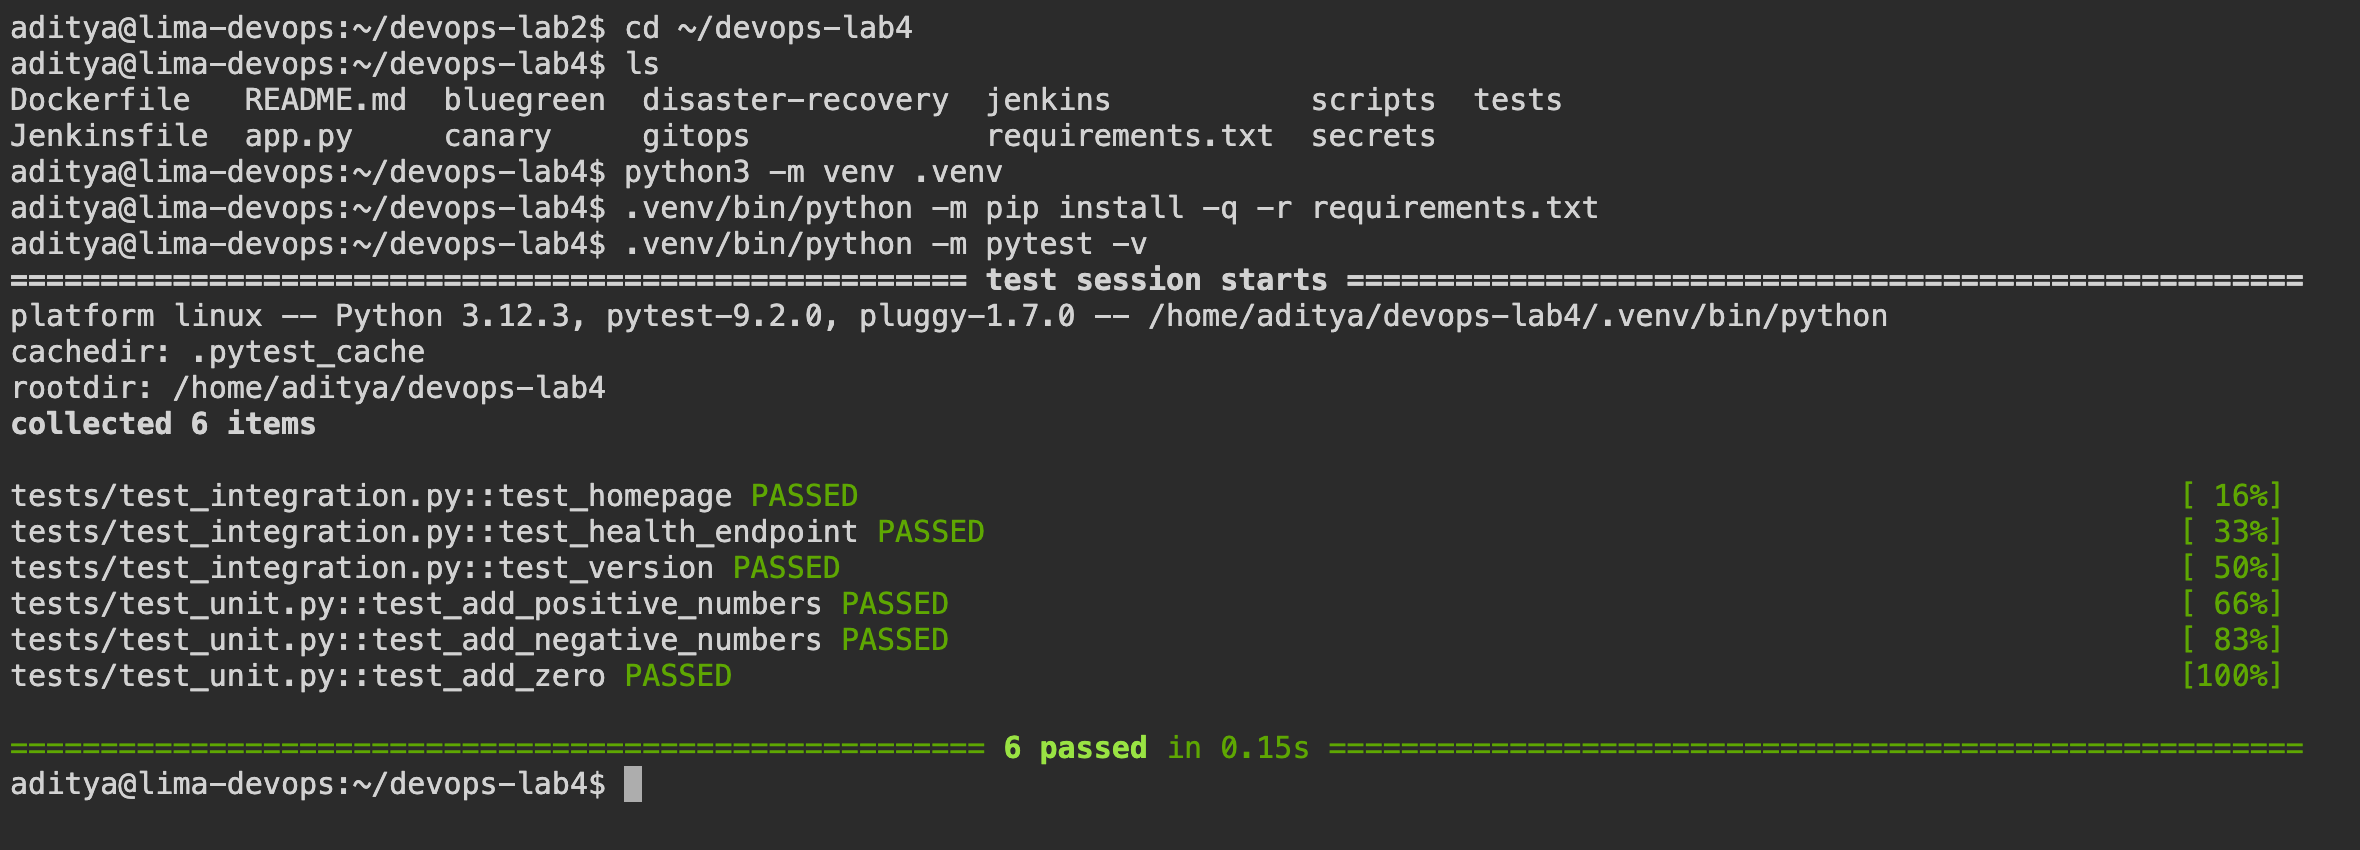 aditya@lima-devops:~/devops-lab2$ cd ~/devops-lab4
aditya@lima-devops:~/devops-lab4$ ls
Dockerfile   README.md  bluegreen  disaster-recovery  jenkins           scripts  tests
Jenkinsfile  app.py     canary     gitops             requirements.txt  secrets
aditya@lima-devops:~/devops-lab4$ python3 -m venv .venv
aditya@lima-devops:~/devops-lab4$ .venv/bin/python -m pip install -q -r requirements.txt
aditya@lima-devops:~/devops-lab4$ .venv/bin/python -m pytest -v
===================================================== test session starts =====================================================
platform linux -- Python 3.12.3, pytest-9.2.0, pluggy-1.7.0 -- /home/aditya/devops-lab4/.venv/bin/python
cachedir: .pytest_cache
rootdir: /home/aditya/devops-lab4
collected 6 items

tests/test_integration.py::test_homepage PASSED [ 16%]
tests/test_integration.py::test_health_endpoint PASSED [ 33%]
tests/test_integration.py::test_version PASSED [ 50%]
tests/test_unit.py::test_add_positive_numbers PASSED [ 66%]
tests/test_unit.py::test_add_negative_numbers PASSED [ 83%]
tests/test_unit.py::test_add_zero PASSED [100%]

====================================================== 6 passed in 0.15s ======================================================
aditya@lima-devops:~/devops-lab4$